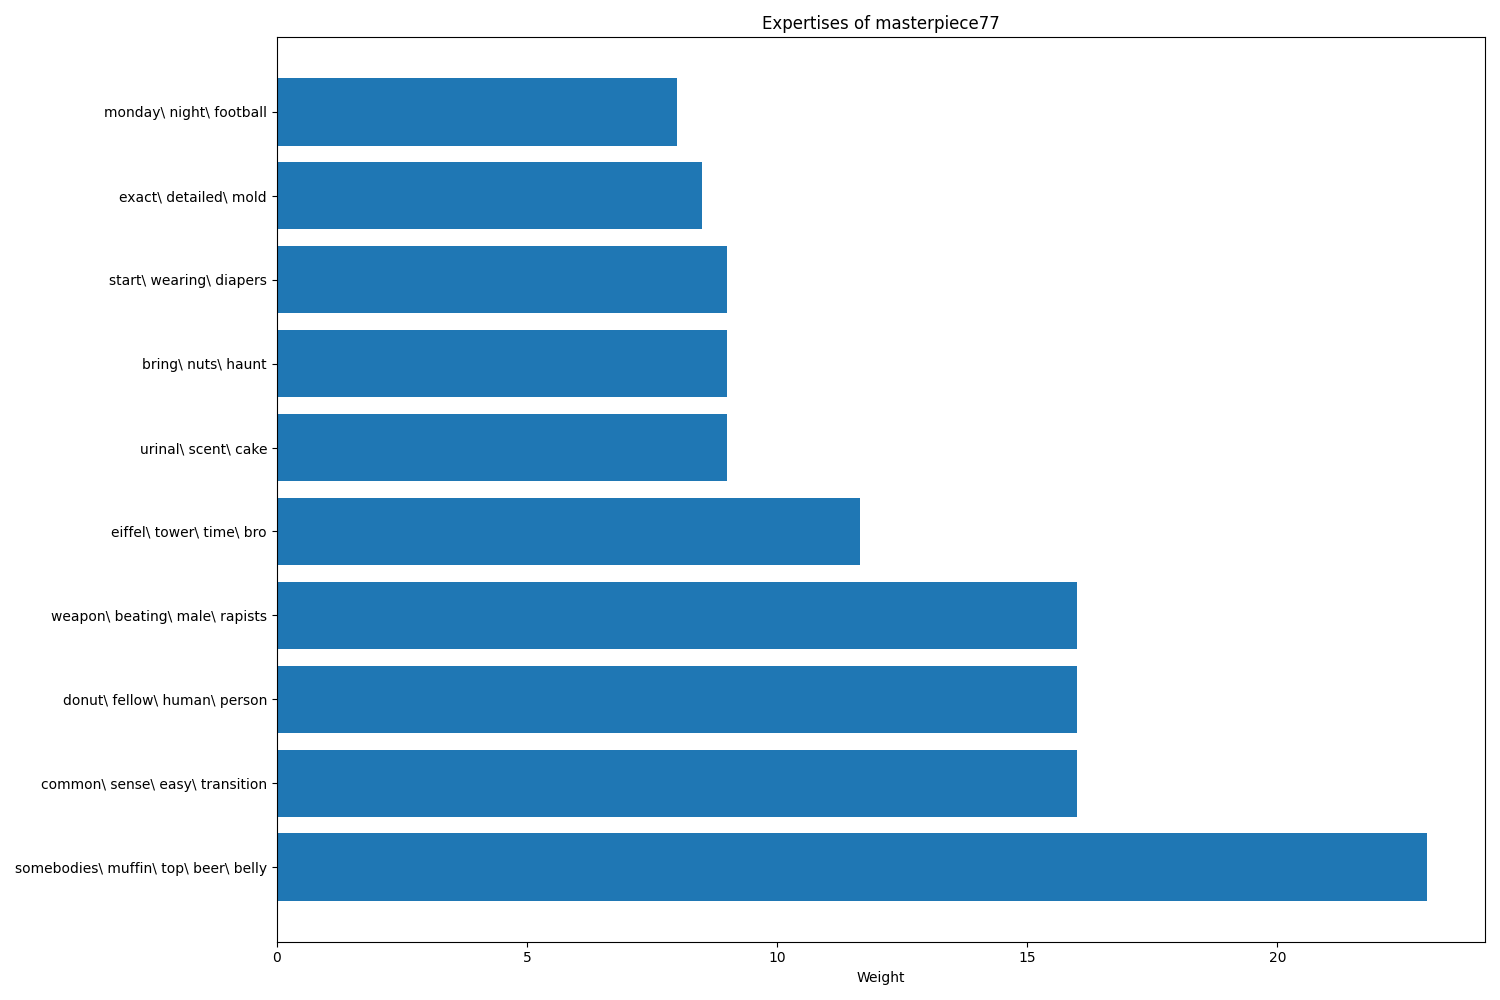 Expertises of masterpiece77
monday\ night\ football
exact\ detailed\ mold
start\ wearing\ diapers
bring\ nuts\ haunt
urinal\ scent\ cake
eiffel\ tower\ time\ bro
weapon\ beating\ male\ rapists
donut\ fellow\ human\ person
common\ sense\ easy\ transition
somebodies\ muffin\ top\ beer\ belly
0 5 10 15 20
Weight